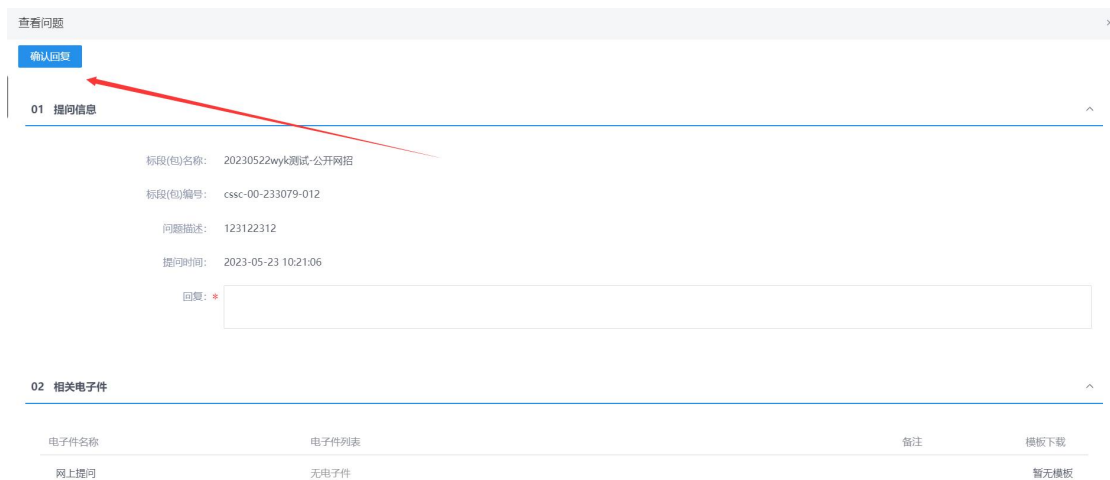 查看问题
确认回复
01 提问信息
标段(包)名称： 20230522wyk测试-公开网招
标段(包)编号： cssc-00-233079-012
问题描述： 123122312
提问时间： 2023-05-23 10:21:06
回复： *
02 相关电子件
电子件名称 电子件列表 备注 模板下载
网上提问 无电子件 暂无模板